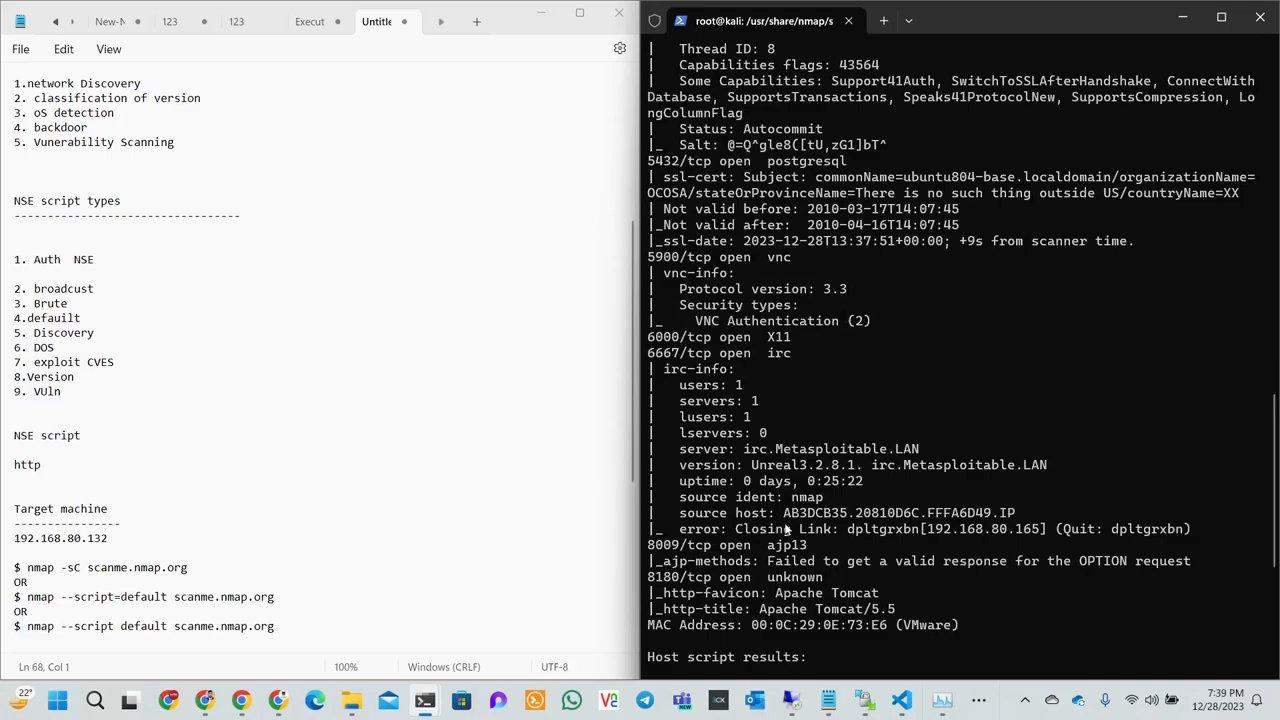 New-N
123
123
Execut
Untitle
File
Edit
View
1.network Discovery
2. classification of version
3. oS detection
4. backdoor
5. Vunerability Scanning
NSE script types
---------------------------------
1. Auth  NSE
2. broadcust
3. Brute
4.defauilt
5. Discovery
6. DOS
7. exploit CVES
8.Version
9. VUln
NSE script
http
Target machine
---------------
192.168.80.132
$ nmap -sC scanme.nmap.org
OR
$ nmap --script=default scanme.nmap.org
OR
$ nmap --script default scanme.nmap.org
Ln 68, Col 1
100%
Windows (CRLF)
UTF-8
root@kali: /usr/share/nmap/s
|   Thread ID: 8
|   Capabilities flags: 43564
|   Some Capabilities: Support41Auth, SwitchToSSLAfterHandshake, ConnectWith
Database, SupportsTransactions, Speaks41ProtocolNew, SupportsCompression, Lo
ngColumnFlag
|   Status: Autocommit
|_  Salt: @=Q^gle8([tU,zG1]bT^
5432/tcp open  postgresql
| ssl-cert: Subject: commonName=ubuntu804-base.localdomain/organizationName=
OCOSA/stateOrProvinceName=There is no such thing outside US/countryName=XX
| Not valid before: 2010-03-17T14:07:45
|_Not valid after:  2010-04-16T14:07:45
|_ssl-date: 2023-12-28T13:37:51+00:00; +9s from scanner time.
5900/tcp open  vnc
| vnc-info:
|   Protocol version: 3.3
|   Security types:
|_    VNC Authentication (2)
6000/tcp open  X11
6667/tcp open  irc
| irc-info:
|   users: 1
|   servers: 1
|   lusers: 1
|   lservers: 0
|   server: irc.Metasploitable.LAN
|   version: Unreal3.2.8.1. irc.Metasploitable.LAN
|   uptime: 0 days, 0:25:22
|   source ident: nmap
|   source host: AB3DCB35.20810D6C.FFFA6D49.IP
|_  error: Closing Link: dpltgrxbn[192.168.80.165] (Quit: dpltgrxbn)
8009/tcp open  ajp13
|_ajp-methods: Failed to get a valid response for the OPTION request
8180/tcp open  unknown
|_http-favicon: Apache Tomcat
|_http-title: Apache Tomcat/5.5
MAC Address: 00:0C:29:0E:73:E6 (VMware)
Host script results:
22°
7:39 PM
12/28/2023